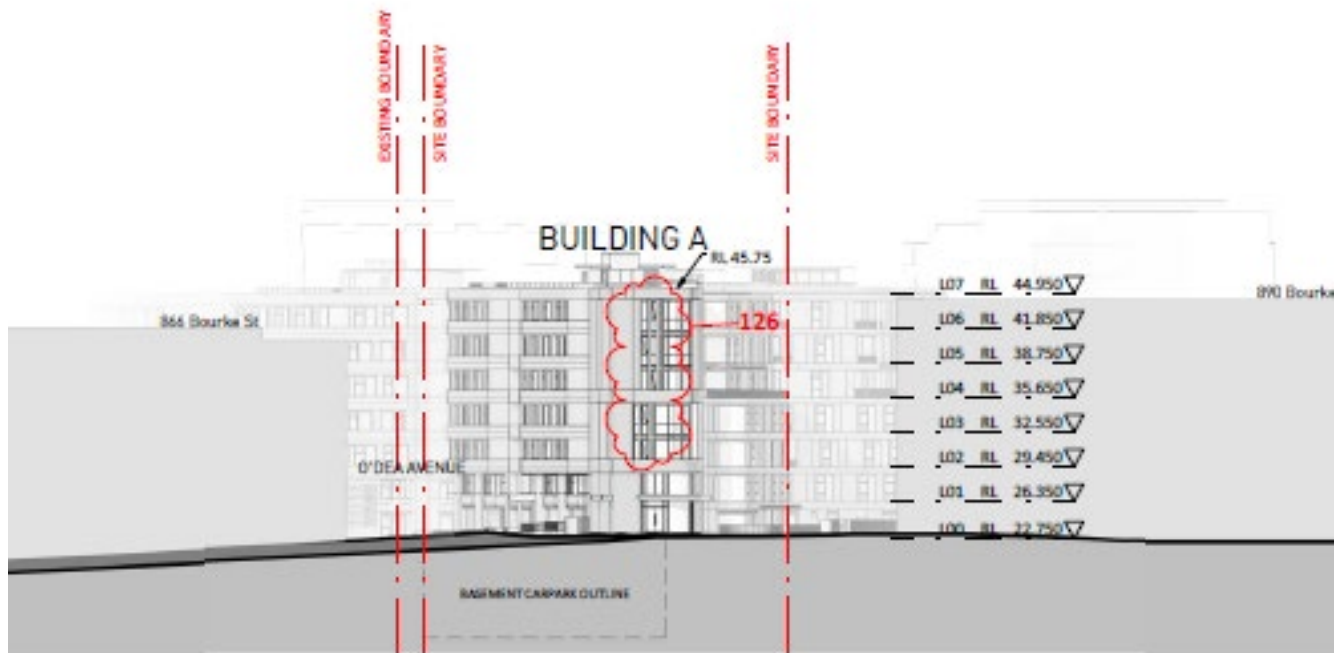 EXISTING BOUNDARY
SITE BOUNDARY
SITE BOUNDARY
BUILDING A
RL 45.75
866 Bourke St
890 Bourke
126
L07 RL 44.950
L06 RL 41.850
L05 RL 38.750
L04 RL 35.650
L03 RL 32.550
L02 RL 29.450
L01 RL 26.350
L00 RL 22.750
O'DEA AVENUE
BASEMENT CARPARK OUTLINE